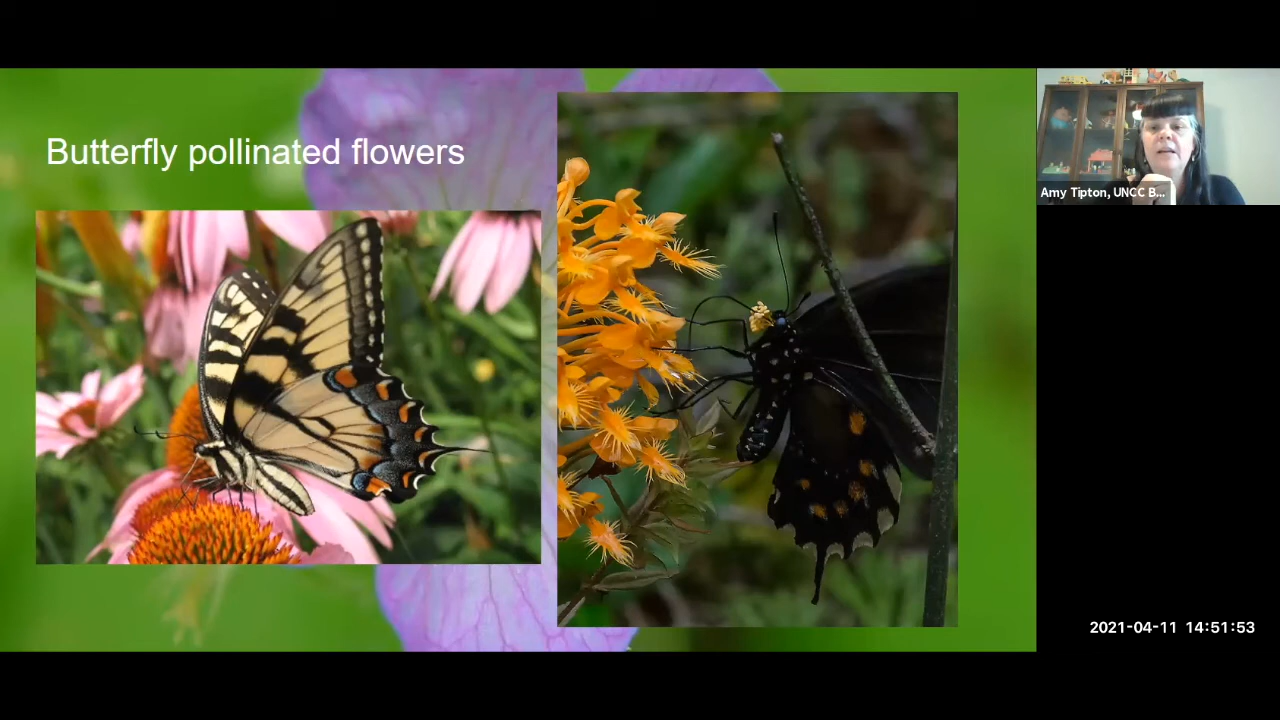 Butterfly pollinated flowers
Amy Tipton, UNCC B...
2021-04-11 14:51:53